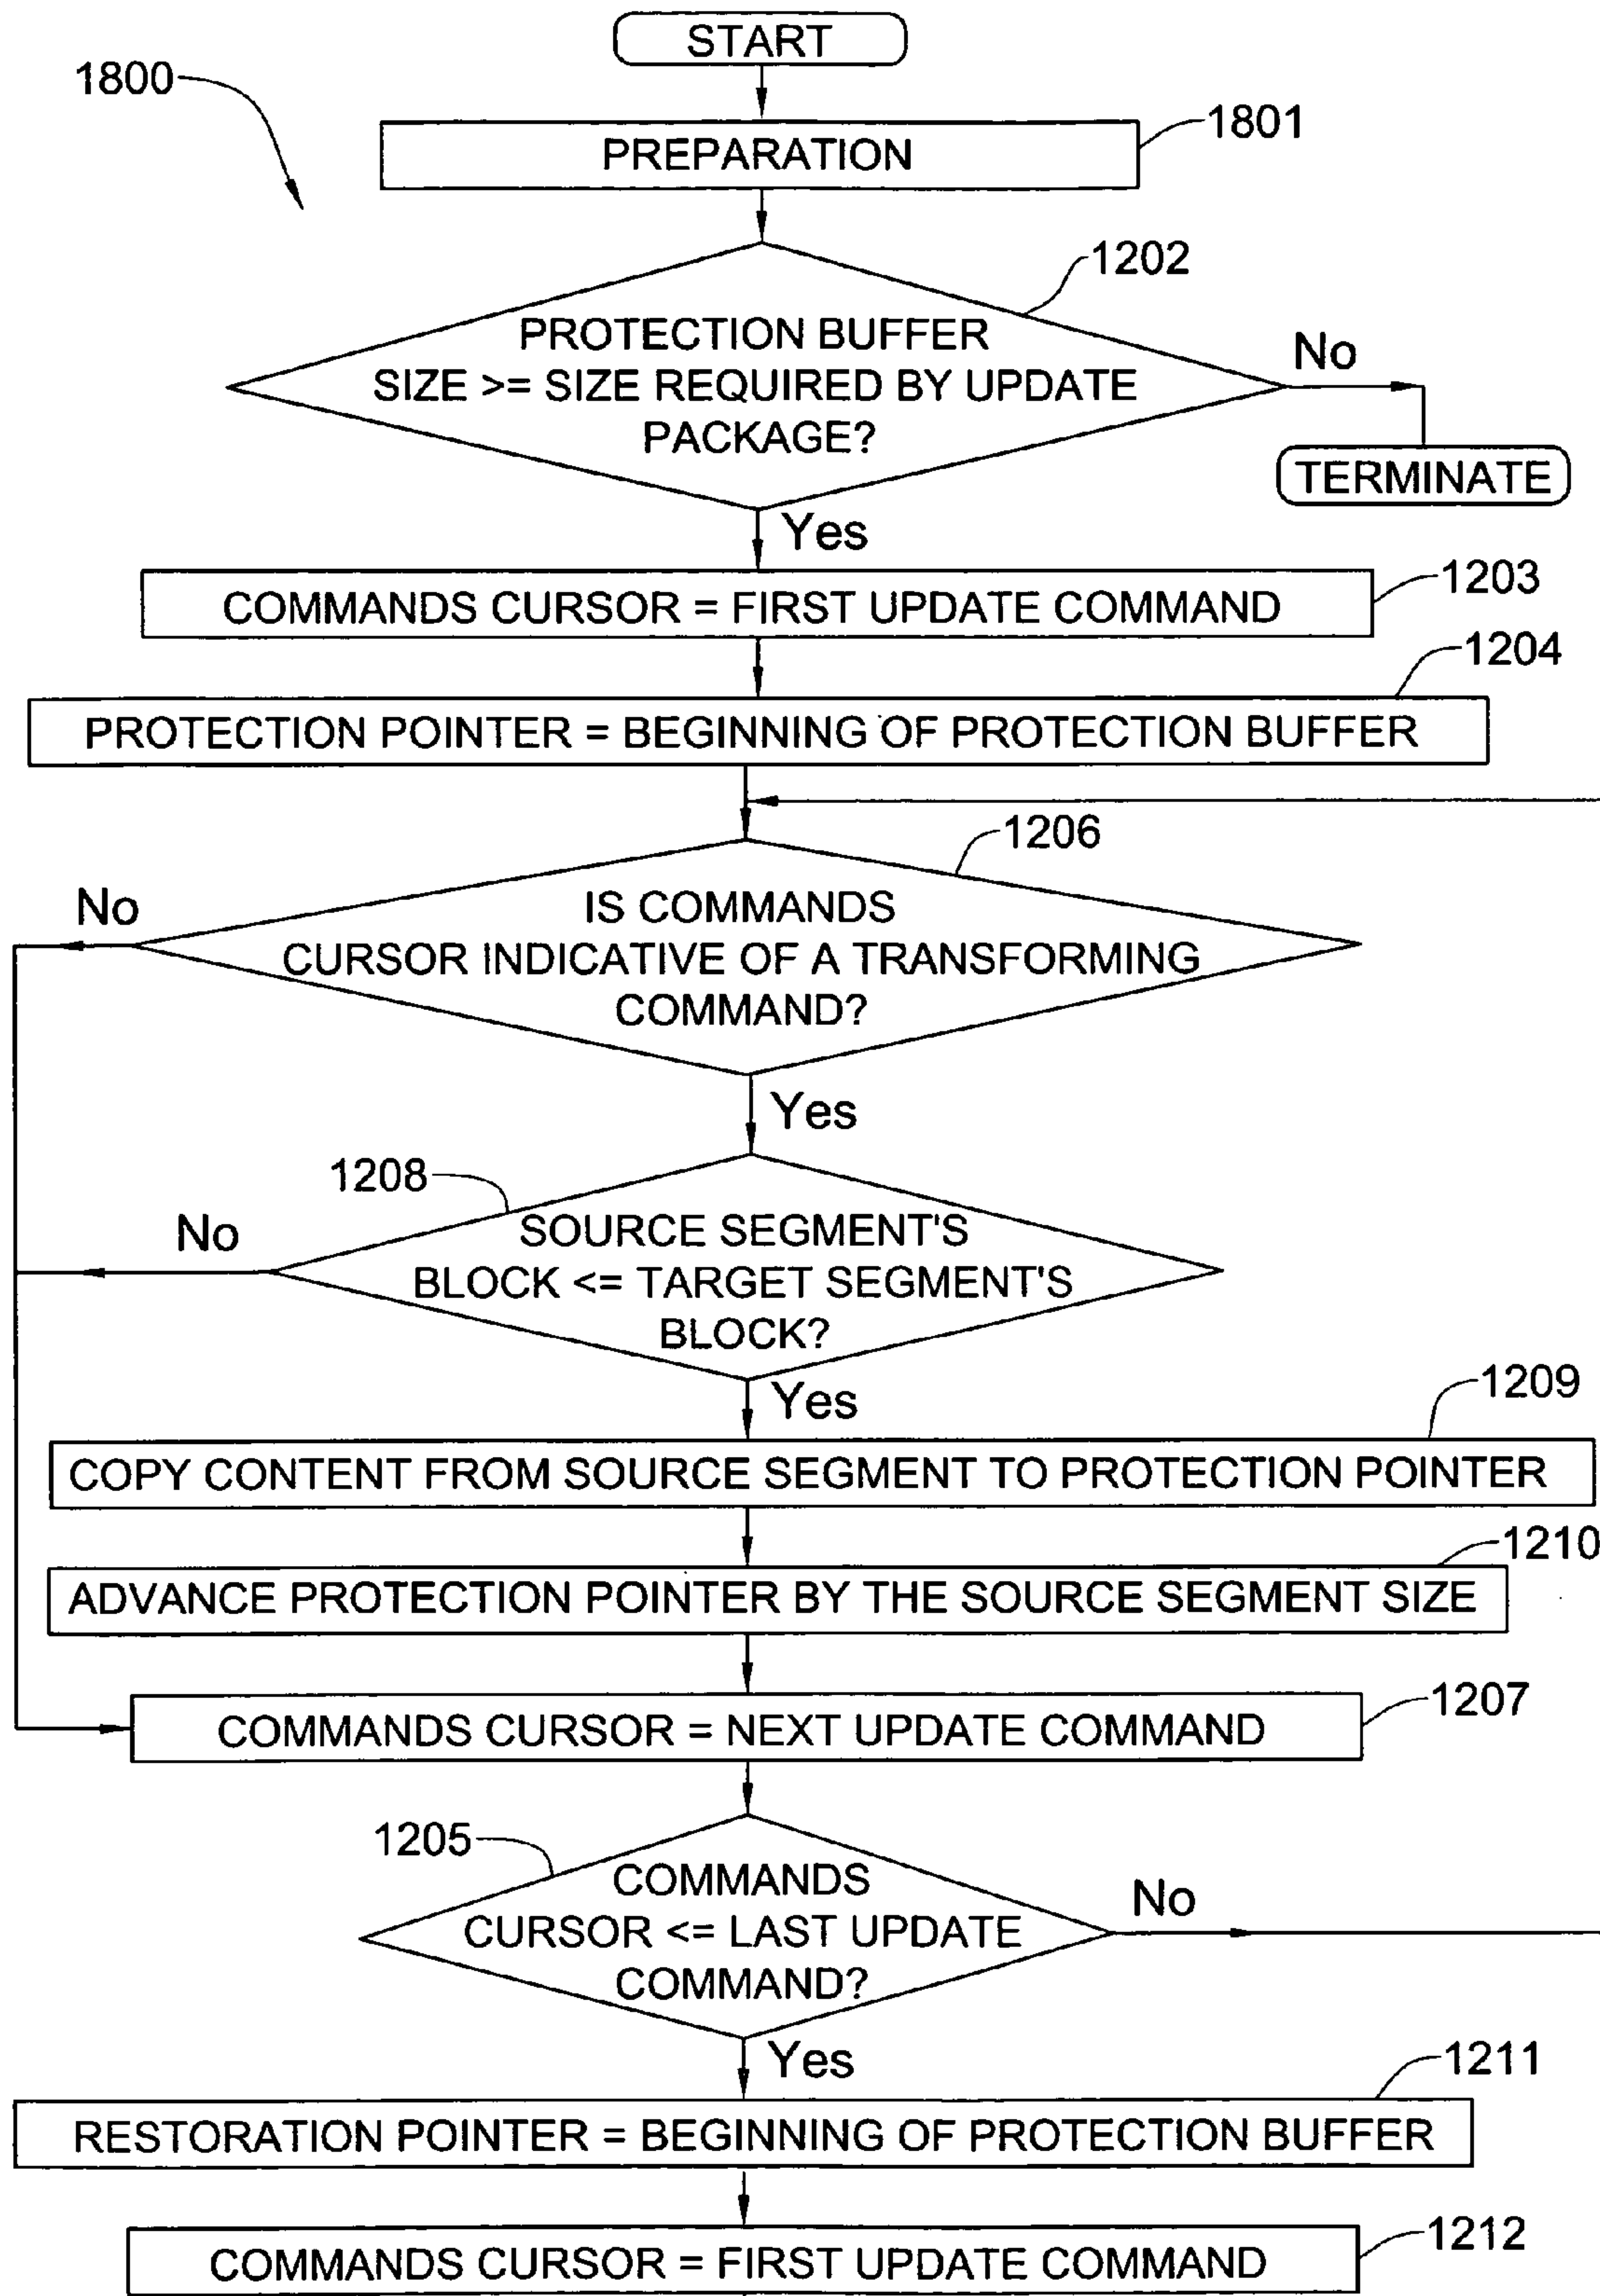 START
1800
1801
PREPARATION
1202
PROTECTION BUFFER
SIZE >= SIZE REQUIRED BY UPDATE
PACKAGE?
No
TERMINATE
Yes
1203
COMMANDS CURSOR = FIRST UPDATE COMMAND
1204
PROTECTION POINTER = BEGINNING OF PROTECTION BUFFER
1206
No
IS COMMANDS
CURSOR INDICATIVE OF A TRANSFORMING
COMMAND?
Yes
1208
No
SOURCE SEGMENT'S
BLOCK <= TARGET SEGMENT'S
BLOCK?
Yes
1209
COPY CONTENT FROM SOURCE SEGMENT TO PROTECTION POINTER
1210
ADVANCE PROTECTION POINTER BY THE SOURCE SEGMENT SIZE
1207
COMMANDS CURSOR = NEXT UPDATE COMMAND
1205
COMMANDS
CURSOR <= LAST UPDATE
COMMAND?
No
Yes
1211
RESTORATION POINTER = BEGINNING OF PROTECTION BUFFER
1212
COMMANDS CURSOR = FIRST UPDATE COMMAND